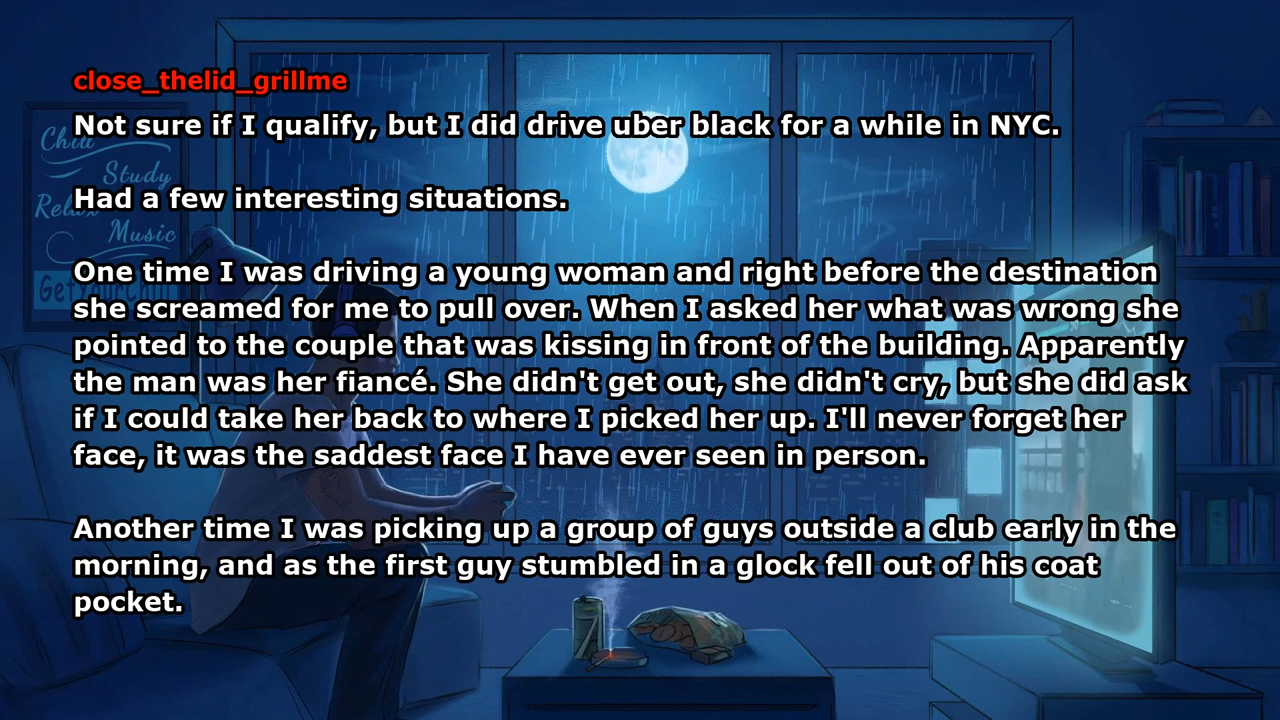 close_thelid_grillme
Not sure if I qualify, but I did drive uber black for a while in NYC.
Had a few interesting situations.
One time I was driving a young woman and right before the destination
she screamed for me to pull over. When I asked her what was wrong she
pointed to the couple that was kissing in front of the building. Apparently
the man was her fiancé. She didn't get out, she didn't cry, but she did ask
if I could take her back to where I picked her up. I'll never forget her
face, it was the saddest face I have ever seen in person.
Another time I was picking up a group of guys outside a club early in the
morning, and as the first guy stumbled in a glock fell out of his coat
pocket.
Chill
Study
Relax
Music